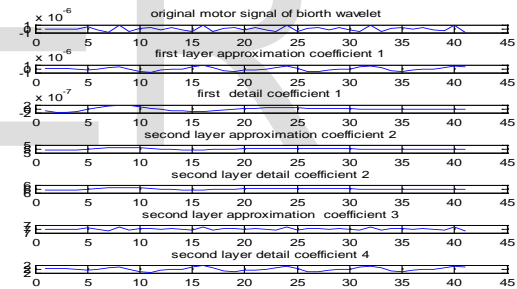 x 10^-6
original motor signal of biorth wavelet
0 5 10 15 20 25 30 35 40 45
x 10^-6
first layer approximation coefficient 1
0 5 10 15 20 25 30 35 40 45
x 10^-7
first detail coefficient 1
0 5 10 15 20 25 30 35 40 45
second layer approximation coefficient 2
0 5 10 15 20 25 30 35 40 45
second layer detail coefficient 2
0 5 10 15 20 25 30 35 40 45
second layer approximation coefficient 3
0 5 10 15 20 25 30 35 40 45
second layer detail coefficient 4
0 5 10 15 20 25 30 35 40 45